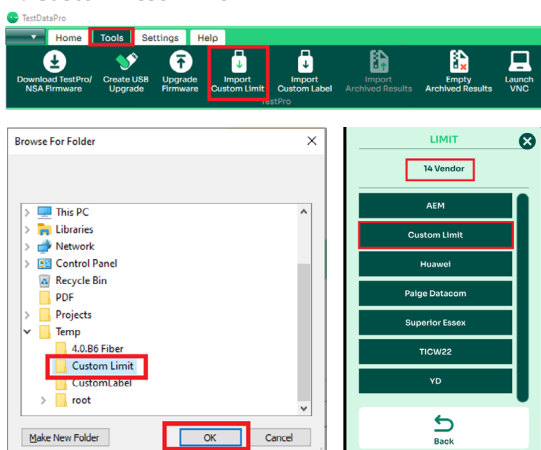 TestDataPro
Home Tools Settings Help
Download TestPro/
NSA Firmware
Create USB
Upgrade
Upgrade
Firmware
Import
Custom Limit
Import
Custom Label
Import
Archived Results
Empty
Archived Results
Launch
VNC
TestPro
Browse For Folder
This PC
Libraries
Network
Control Panel
Recycle Bin
PDF
Projects
Temp
4.0.B6 Fiber
Custom Limit
CustomLabel
root
Make New Folder
OK
Cancel
LIMIT
14 Vendor
AEM
Custom Limit
Huawei
Paige Datacom
Superior Essex
TICW22
YD
Back